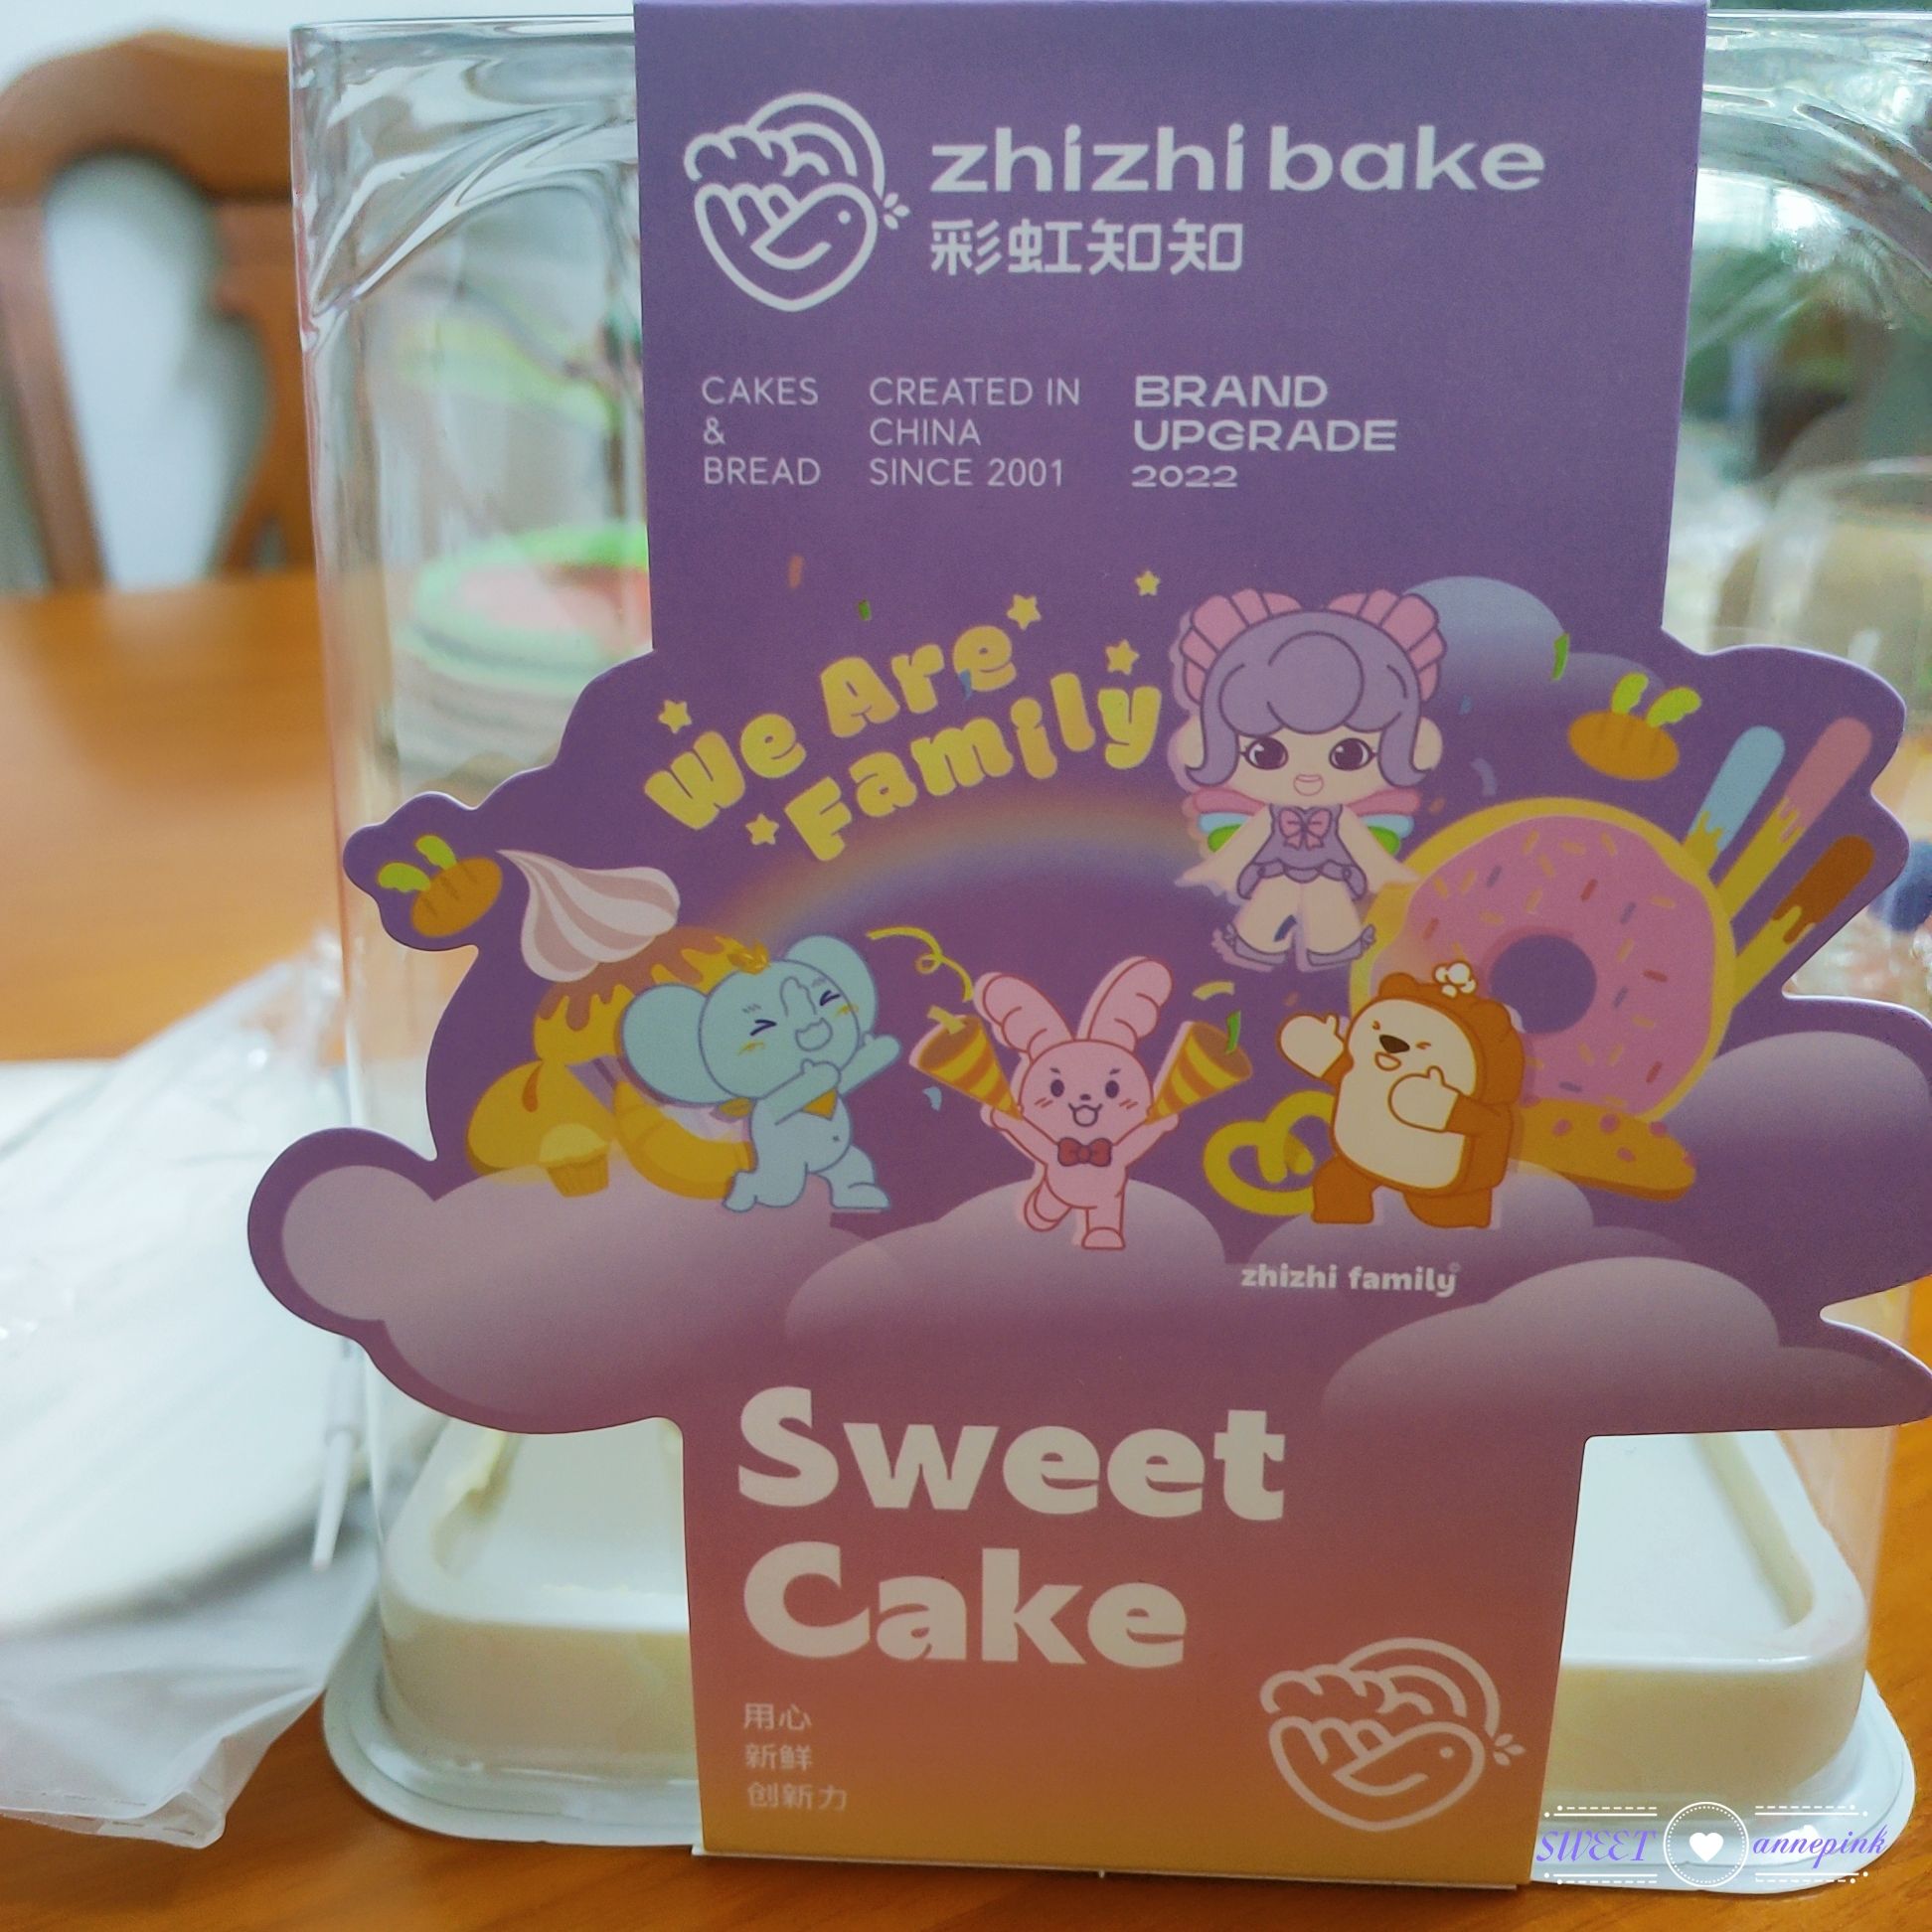 zhizhi bake
彩虹知知
CAKES
&
BREAD
CREATED IN
CHINA
SINCE 2001
BRAND
UPGRADE
2022
We Are
Family
zhizhi family©
Sweet
Cake
用心
新鲜
创新力
SWEET annepink